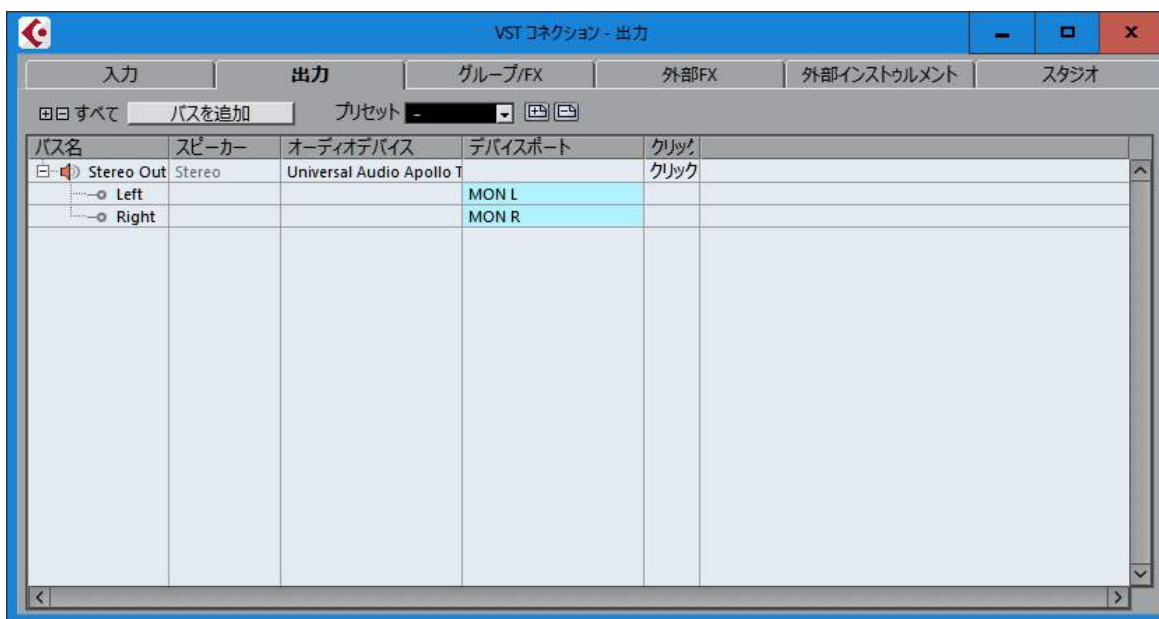 VST コネクション - 出力
入力 出力 グループ/FX 外部FX 外部インストゥルメント スタジオ
すべて バスを追加 プリセット -
バス名 スピーカー オーディオデバイス デバイスポート クリック
Stereo Out Stereo Universal Audio Apollo T クリック
Left MON L
Right MON R